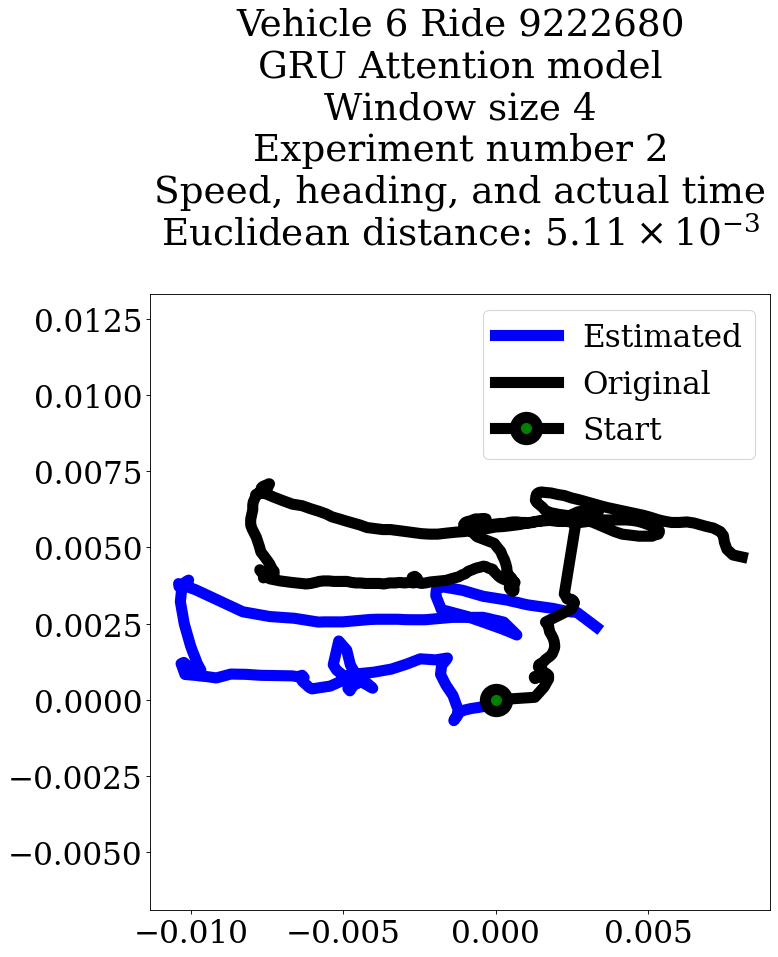 Vehicle 6 Ride 9222680
GRU Attention model
Window size 4
Experiment number 2
Speed, heading, and actual time
Euclidean distance: 5.11 × 10⁻³
Estimated
Original
Start
0.0125
0.0100
0.0075
0.0050
0.0025
0.0000
−0.0025
−0.0050
−0.010 −0.005 0.000 0.005